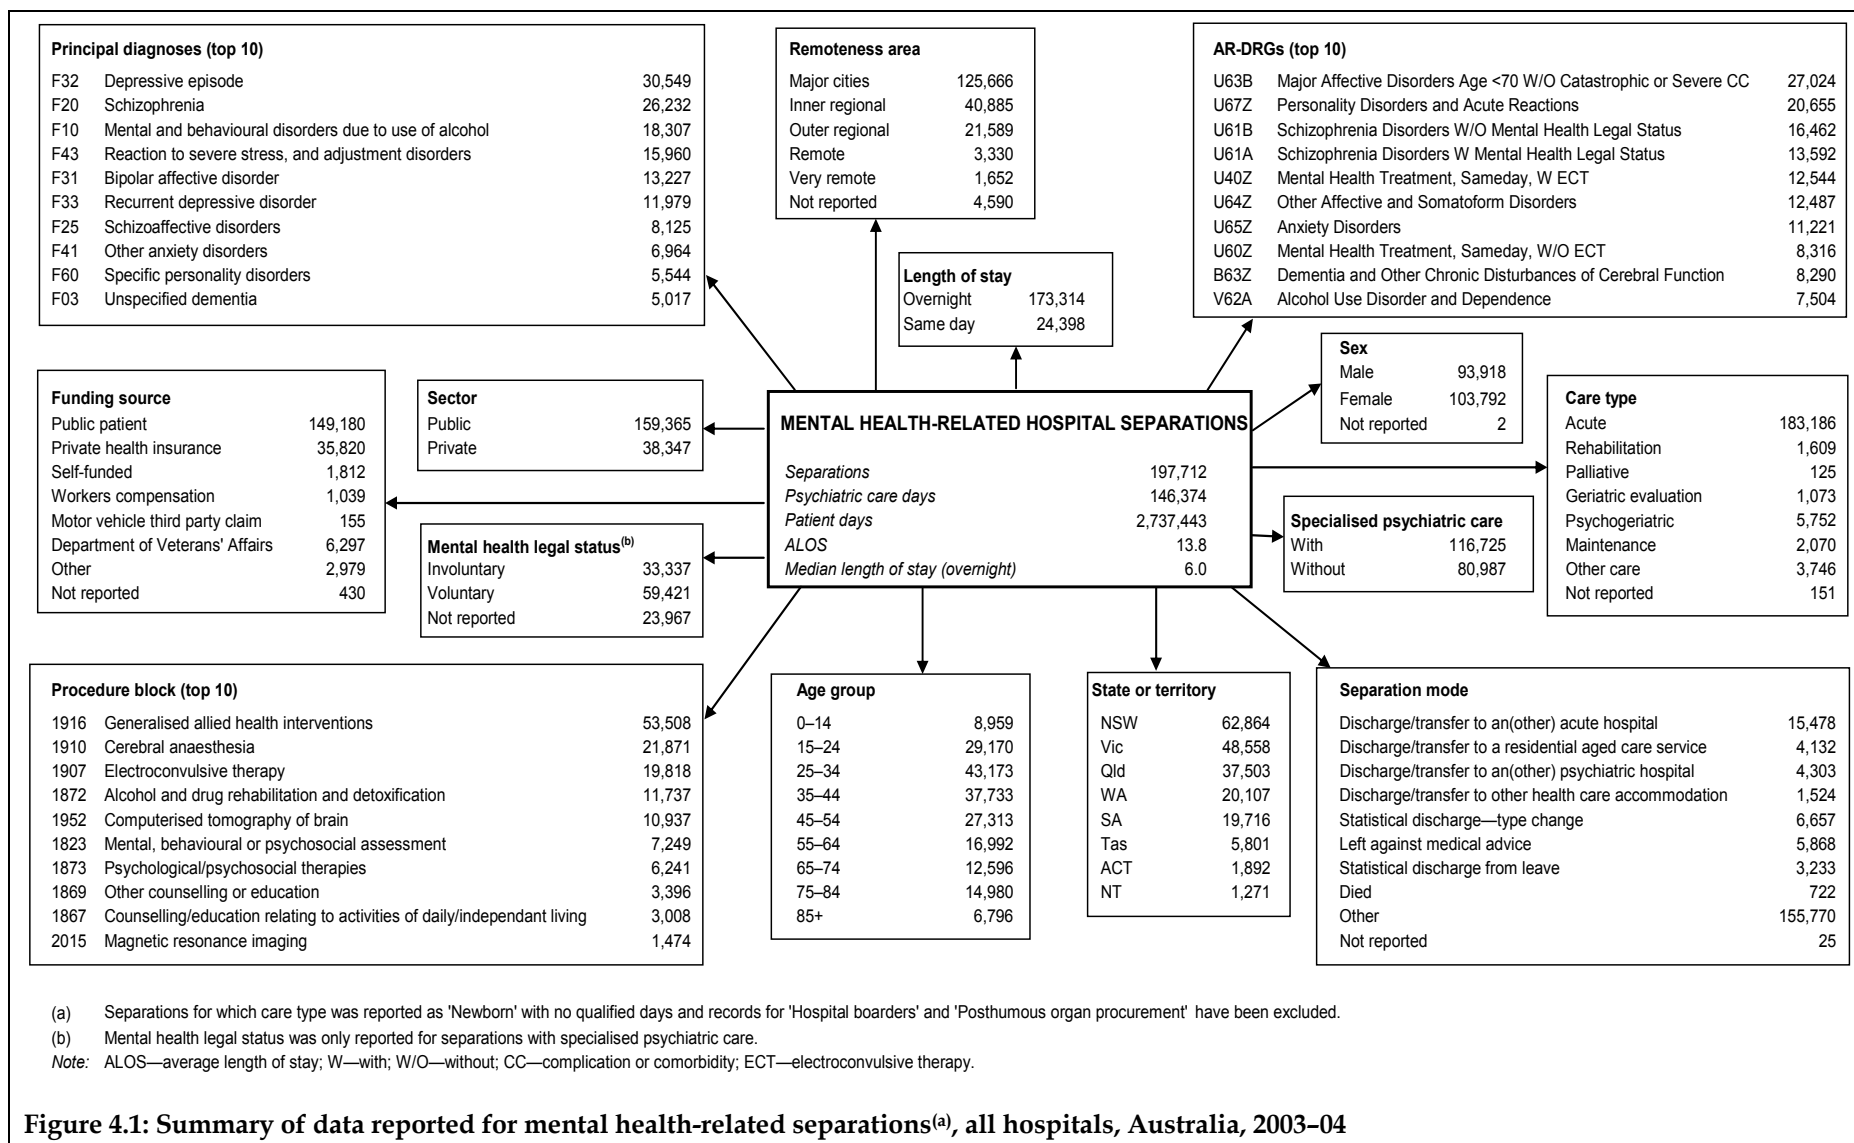 Principal diagnoses (top 10)
F32 Depressive episode 30,549
F20 Schizophrenia 26,232
F10 Mental and behavioural disorders due to use of alcohol 18,307
F43 Reaction to severe stress, and adjustment disorders 15,960
F31 Bipolar affective disorder 13,227
F33 Recurrent depressive disorder 11,979
F25 Schizoaffective disorders 8,125
F41 Other anxiety disorders 6,964
F60 Specific personality disorders 5,544
F03 Unspecified dementia 5,017
Remoteness area
Major cities 125,666
Inner regional 40,885
Outer regional 21,589
Remote 3,330
Very remote 1,652
Not reported 4,590
AR-DRGs (top 10)
U63B Major Affective Disorders Age <70 W/O Catastrophic or Severe CC 27,024
U67Z Personality Disorders and Acute Reactions 20,655
U61B Schizophrenia Disorders W/O Mental Health Legal Status 16,462
U61A Schizophrenia Disorders W Mental Health Legal Status 13,592
U40Z Mental Health Treatment, Sameday, W ECT 12,544
U64Z Other Affective and Somatoform Disorders 12,487
U65Z Anxiety Disorders 11,221
U60Z Mental Health Treatment, Sameday, W/O ECT 8,316
B63Z Dementia and Other Chronic Disturbances of Cerebral Function 8,290
V62A Alcohol Use Disorder and Dependence 7,504
Length of stay
Overnight 173,314
Same day 24,398
Sex
Male 93,918
Female 103,792
Not reported 2
Funding source
Public patient 149,180
Private health insurance 35,820
Self-funded 1,812
Workers compensation 1,039
Motor vehicle third party claim 155
Department of Veterans' Affairs 6,297
Other 2,979
Not reported 430
Sector
Public 159,365
Private 38,347
MENTAL HEALTH-RELATED HOSPITAL SEPARATIONS
Separations 197,712
Psychiatric care days 146,374
Patient days 2,737,443
ALOS 13.8
Median length of stay (overnight) 6.0
Care type
Acute 183,186
Rehabilitation 1,609
Palliative 125
Geriatric evaluation 1,073
Psychogeriatric 5,752
Maintenance 2,070
Other care 3,746
Not reported 151
Mental health legal status(b)
Involuntary 33,337
Voluntary 59,421
Not reported 23,967
Specialised psychiatric care
With 116,725
Without 80,987
Procedure block (top 10)
1916 Generalised allied health interventions 53,508
1910 Cerebral anaesthesia 21,871
1907 Electroconvulsive therapy 19,818
1872 Alcohol and drug rehabilitation and detoxification 11,737
1952 Computerised tomography of brain 10,937
1823 Mental, behavioural or psychosocial assessment 7,249
1873 Psychological/psychosocial therapies 6,241
1869 Other counselling or education 3,396
1867 Counselling/education relating to activities of daily/independant living 3,008
2015 Magnetic resonance imaging 1,474
Age group
0–14 8,959
15–24 29,170
25–34 43,173
35–44 37,733
45–54 27,313
55–64 16,992
65–74 12,596
75–84 14,980
85+ 6,796
State or territory
NSW 62,864
Vic 48,558
Qld 37,503
WA 20,107
SA 19,716
Tas 5,801
ACT 1,892
NT 1,271
Separation mode
Discharge/transfer to an(other) acute hospital 15,478
Discharge/transfer to a residential aged care service 4,132
Discharge/transfer to an(other) psychiatric hospital 4,303
Discharge/transfer to other health care accommodation 1,524
Statistical discharge—type change 6,657
Left against medical advice 5,868
Statistical discharge from leave 3,233
Died 722
Other 155,770
Not reported 25
(a) Separations for which care type was reported as 'Newborn' with no qualified days and records for 'Hospital boarders' and 'Posthumous organ procurement' have been excluded.
(b) Mental health legal status was only reported for separations with specialised psychiatric care.
Note: ALOS—average length of stay; W—with; W/O—without; CC—complication or comorbidity; ECT—electroconvulsive therapy.
Figure 4.1: Summary of data reported for mental health-related separations(a), all hospitals, Australia, 2003–04